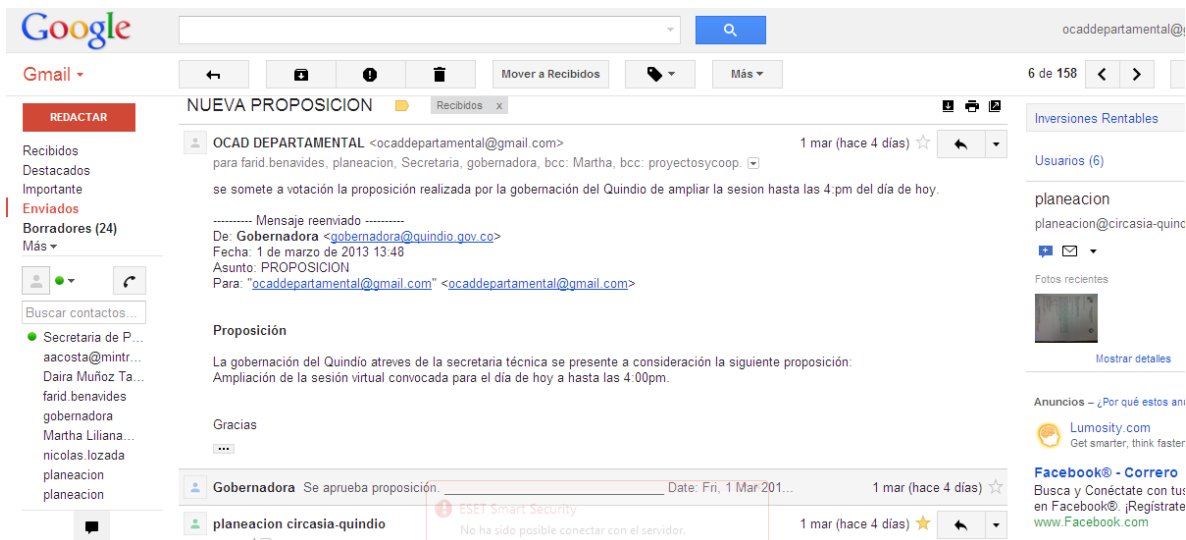 Google
ocaddepartamental@g
Gmail
Mover a Recibidos
Más
6 de 158
REDACTAR
NUEVA PROPOSICION
Recibidos x
Inversiones Rentables
Recibidos
Destacados
Importante
Enviados
Borradores (24)
Más
OCAD DEPARTAMENTAL <ocaddepartamental@gmail.com>
1 mar (hace 4 días)
para farid.benavides, planeacion, Secretaria, gobernadora, bcc: Martha, bcc: proyectosycoop.
se somete a votación la proposición realizada por la gobernación del Quindio de ampliar la sesion hasta las 4:pm del día de hoy.
---------- Mensaje reenviado ----------
De: Gobernadora <gobernadora@quindio.gov.co>
Fecha: 1 de marzo de 2013 13:48
Asunto: PROPOSICION
Para: "ocaddepartamental@gmail.com" <ocaddepartamental@gmail.com>
Proposición
La gobernación del Quindío atreves de la secretaria técnica se presente a consideración la siguiente proposición:
Ampliación de la sesión virtual convocada para el día de hoy a hasta las 4:00pm.
Gracias
...
Usuarios (6)
planeacion
planeacion@circasia-quind
Fotos recientes
Mostrar detalles
Buscar contactos...
Secretaria de P...
aacosta@mintr...
Daira Muñoz Ta...
farid.benavides
gobernadora
Martha Liliana...
nicolas.lozada
planeacion
planeacion
Gobernadora Se aprueba proposición. ________________________________ Date: Fri, 1 Mar 201...
1 mar (hace 4 días)
planeacion circasia-quindio
1 mar (hace 4 días)
ESET Smart Security
No ha sido posible conectar con el servidor.
Anuncios – ¿Por qué estos anu
Lumosity.com
Get smarter, think faster
Facebook® - Correro
Busca y Conéctate con tus
en Facebook®. ¡Regístrate
www.Facebook.com